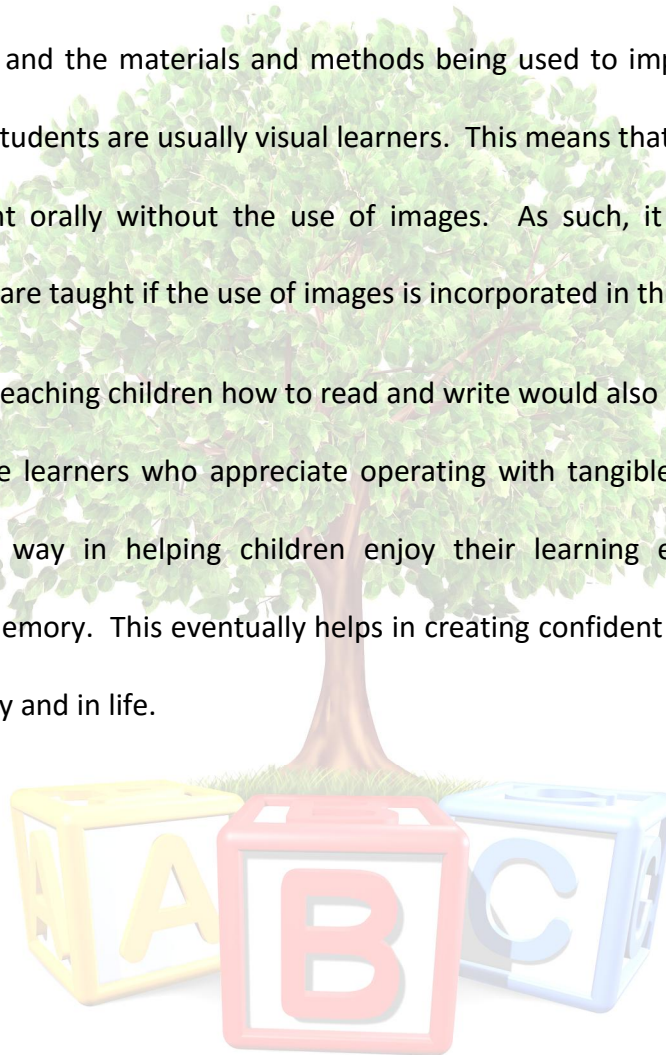 and the materials and methods being used to imp
tudents are usually visual learners. This means that
nt orally without the use of images. As such, it
are taught if the use of images is incorporated in th
eaching children how to read and write would also
e learners who appreciate operating with tangible
way in helping children enjoy their learning e
emory. This eventually helps in creating confident
y and in life.
A B C